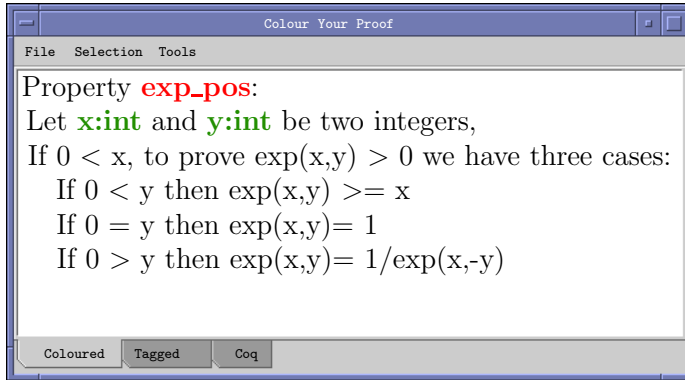 Colour Your Proof
File Selection Tools
Property exp_pos:
Let x:int and y:int be two integers,
If 0 < x, to prove exp(x,y) > 0 we have three cases:
If 0 < y then exp(x,y) >= x
If 0 = y then exp(x,y)= 1
If 0 > y then exp(x,y)= 1/exp(x,-y)
Coloured Tagged Coq